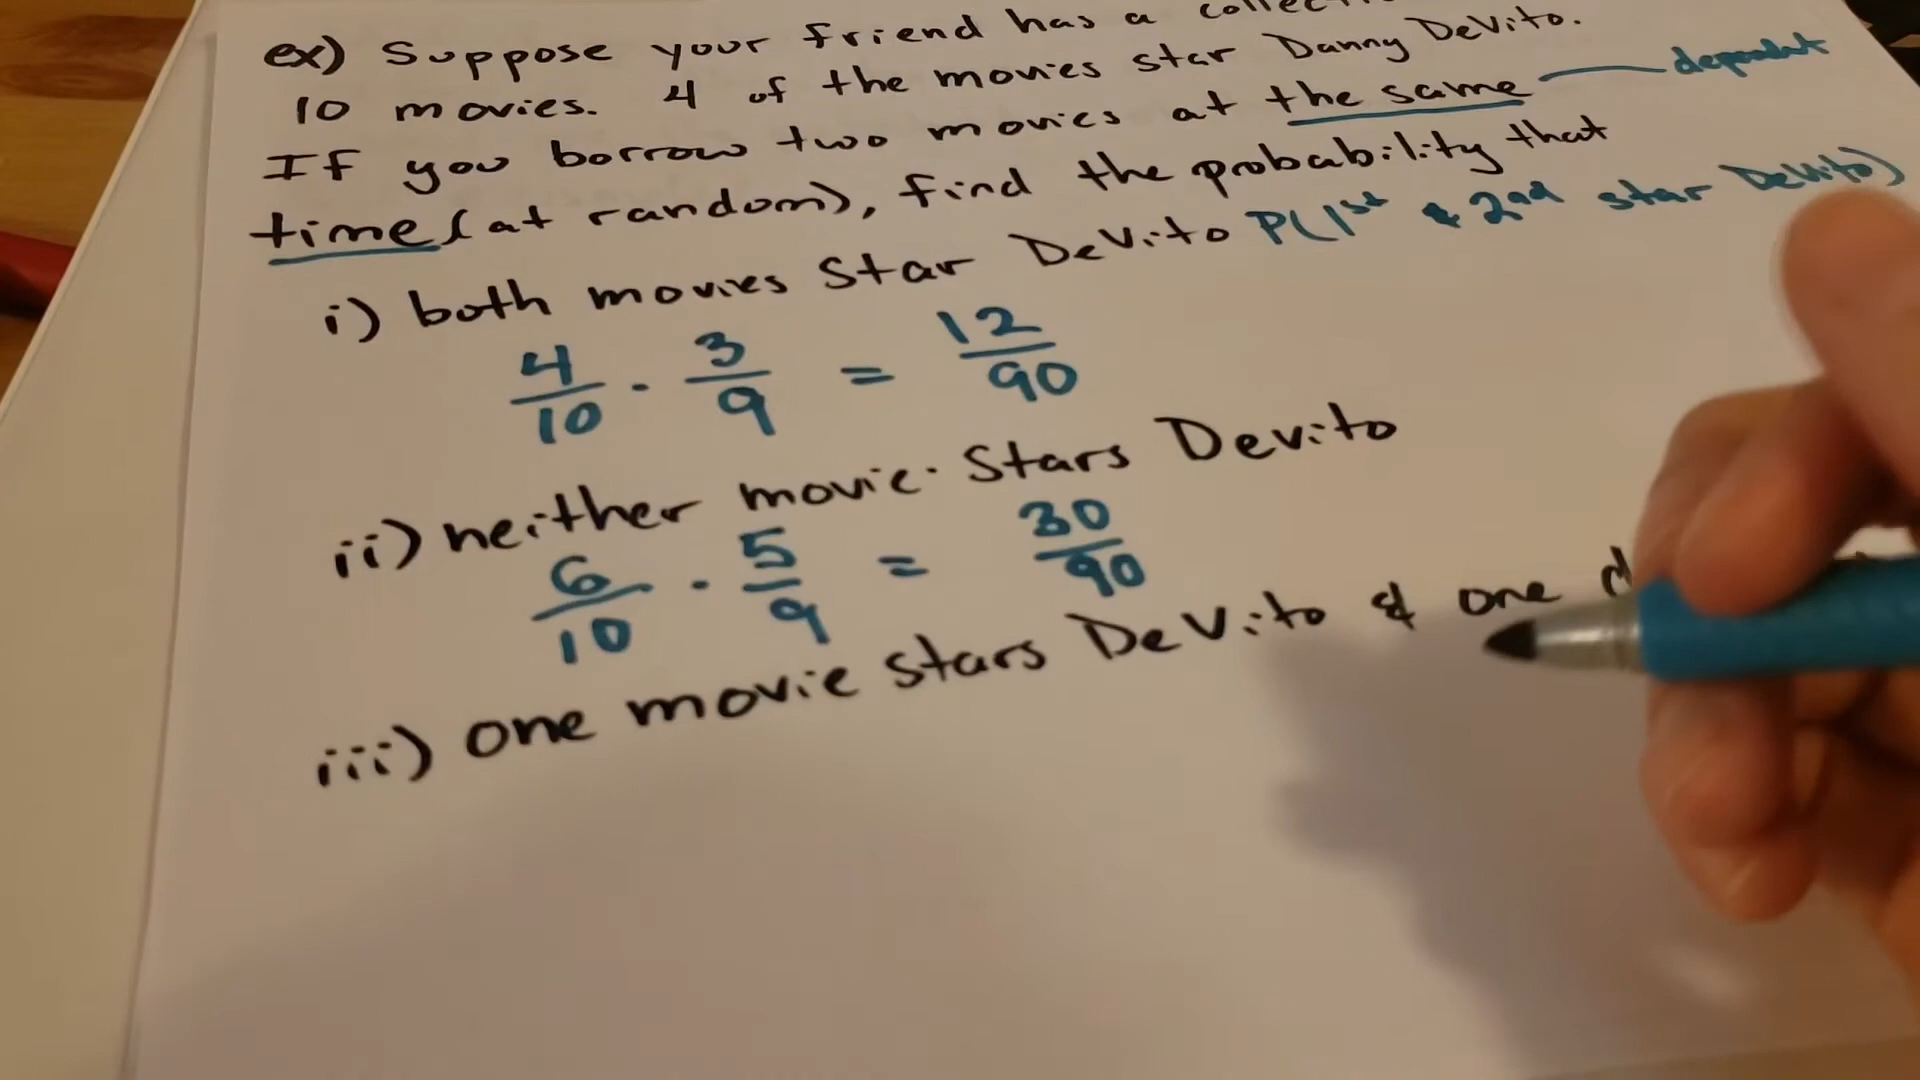 ex) Suppose your friend has a
10 movies. 4 of the movies star Danny DeVito.
If you borrow two movies at the same dependent
time (at random), find the probability that
i) both movies star DeVito P(1st & 2nd star DeVito)
4/10 · 3/9 = 12/90
ii) neither movie stars Devito
6/10 · 5/9 = 30/90
iii) one movie stars DeVito & one